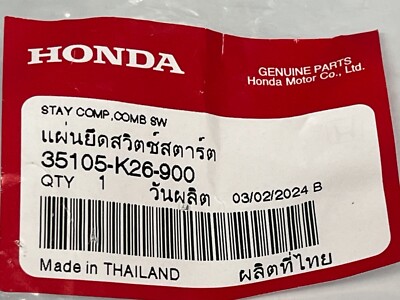 HONDA
GENUINE PARTS
Honda Motor Co., Ltd.
STAY COMP,COMB SW
แผ่นยึดสวิตช์สตาร์ต
35105-K26-900
QTY 1 วันผลิต 03/02/2024 B
Made in THAILAND ผลิตที่ไทย